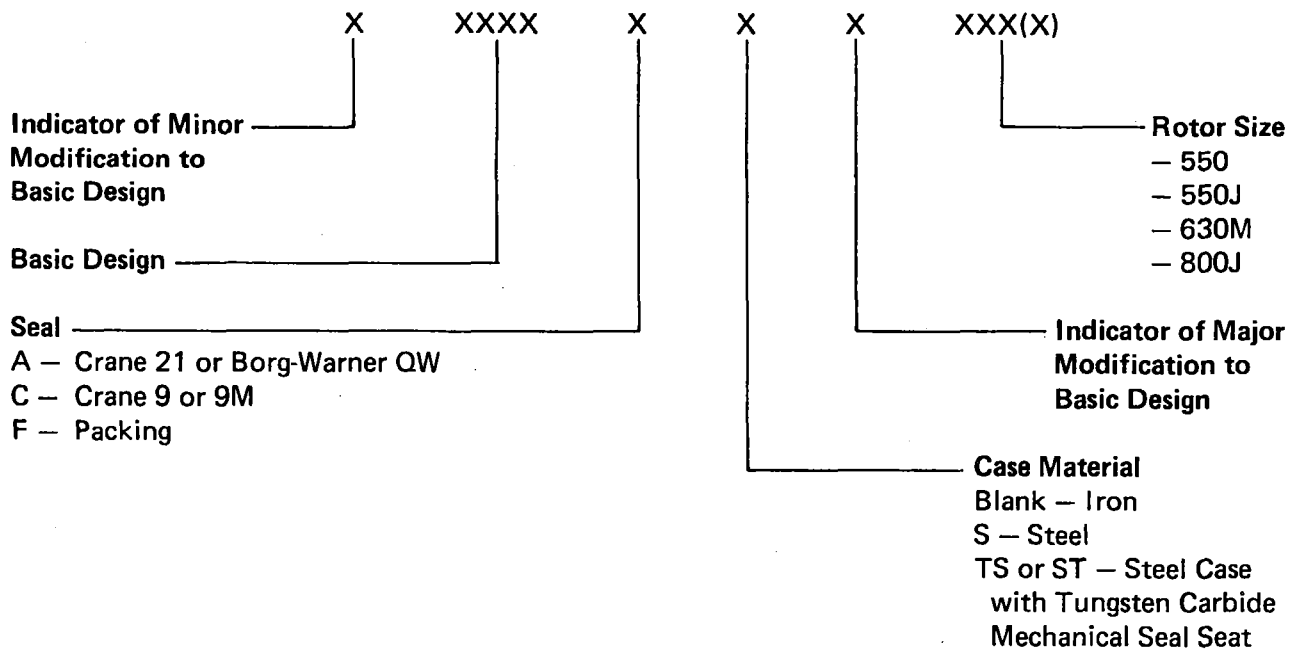 X XXXX X X X XXX(X)
Indicator of Minor
Modification to
Basic Design
Basic Design
Seal
A — Crane 21 or Borg-Warner QW
C — Crane 9 or 9M
F — Packing
Rotor Size
— 550
— 550J
— 630M
— 800J
Indicator of Major
Modification to
Basic Design
Case Material
Blank — Iron
S — Steel
TS or ST — Steel Case
with Tungsten Carbide
Mechanical Seal Seat